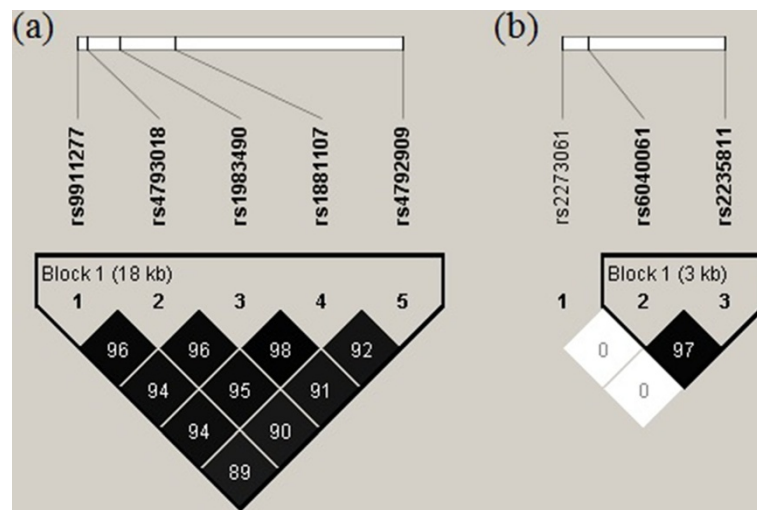 (a)
rs9911277
rs4793018
rs1983490
rs1881107
rs4792909
Block 1 (18 kb)
1 2 3 4 5
96 96 98 92
94 95 91
94 90
89
(b)
rs2273061
rs6040061
rs2235811
Block 1 (3 kb)
1 2 3
0 97
0